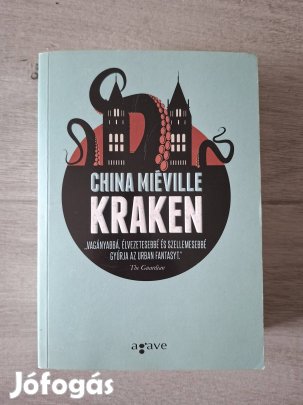 CHINA MIÉVILLE
KRAKEN
„VAGÁNYABBÁ, ÉLVEZETESEBBÉ ÉS SZELLEMESEBBÉ
GYÚRJA AZ URBAN FANTASYT."
The Guardian
agave
Jófogás